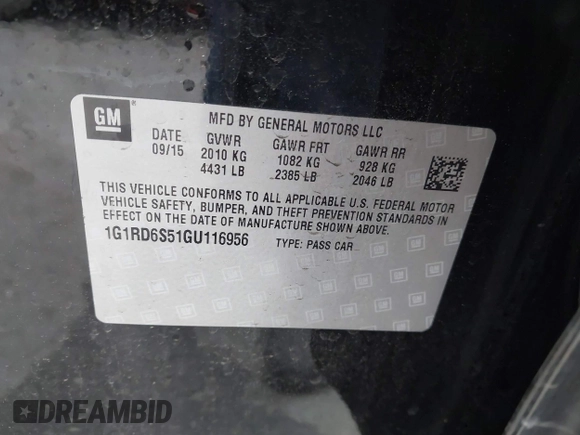 GM
MFD BY GENERAL MOTORS LLC
DATE GVWR GAWR FRT GAWR RR
09/15 2010 KG 1082 KG 928 KG
4431 LB 2385 LB 2046 LB
THIS VEHICLE CONFORMS TO ALL APPLICABLE U.S. FEDERAL MOTOR
VEHICLE SAFETY, BUMPER, AND THEFT PREVENTION STANDARDS IN
EFFECT ON THE DATE OF MANUFACTURE SHOWN ABOVE.
1G1RD6S51GU116956 TYPE: PASS CAR
DREAMBID